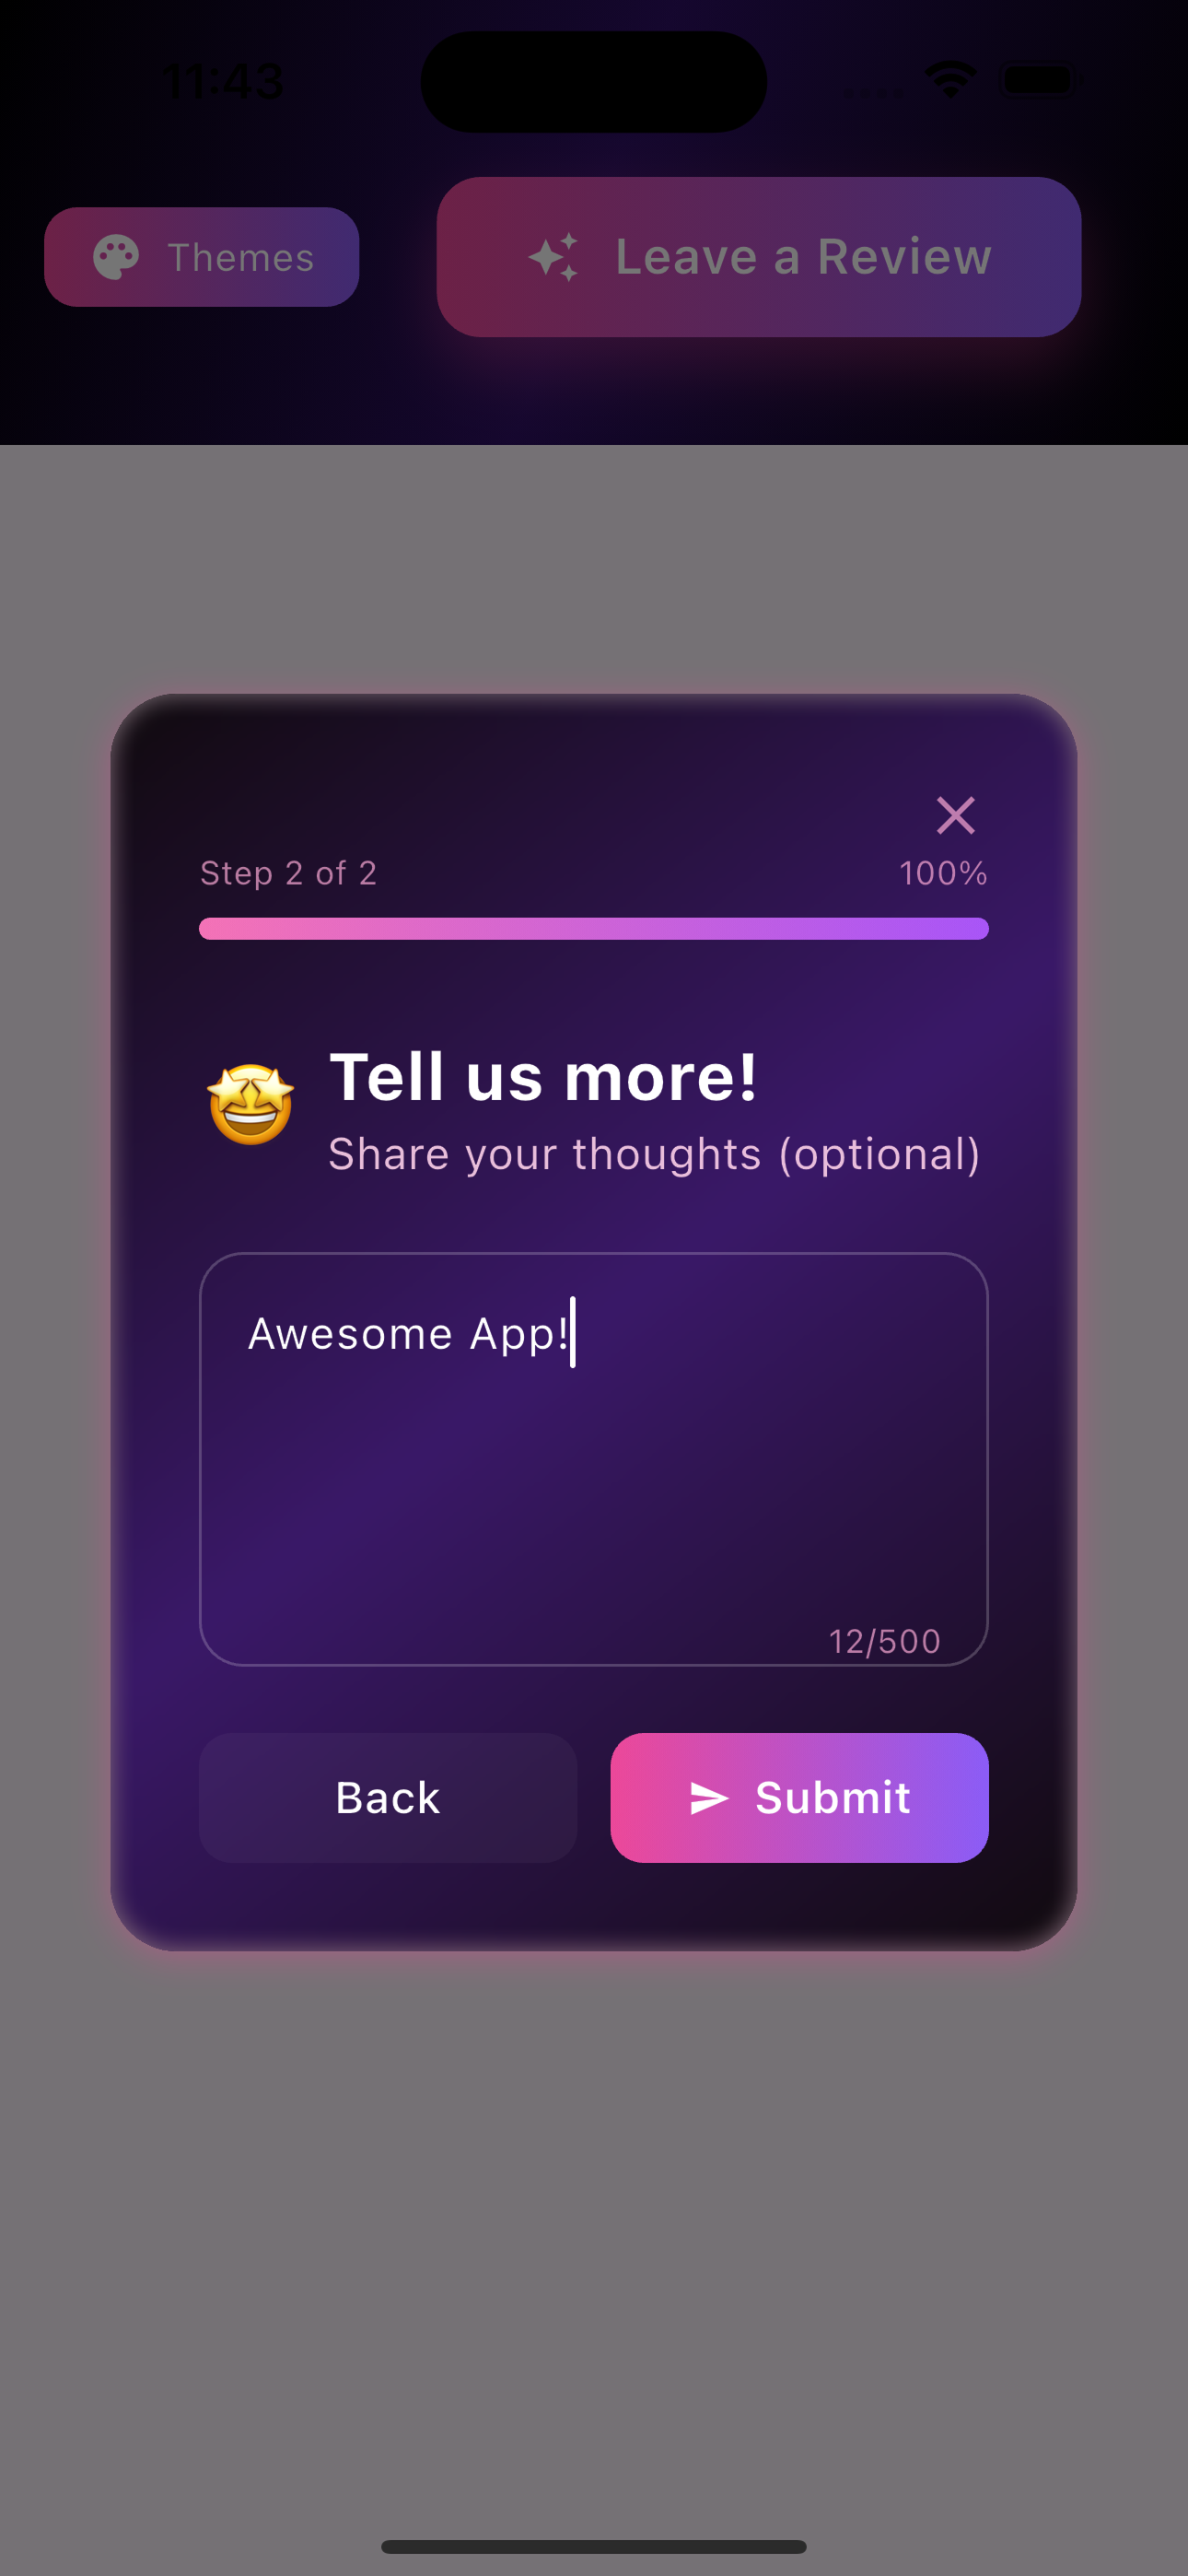 11:43
Themes
Leave a Review
Step 2 of 2
100%
Tell us more!
Share your thoughts (optional)
Awesome App!
12/500
Back
Submit